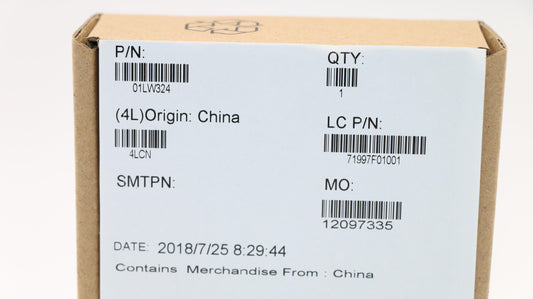 P/N:
01LW324
QTY:
1
(4L)Origin: China
4LCN
LC P/N:
71997F01001
SMTPN:
MO:
12097335
DATE: 2018/7/25 8:29:44
Contains Merchandise From : China